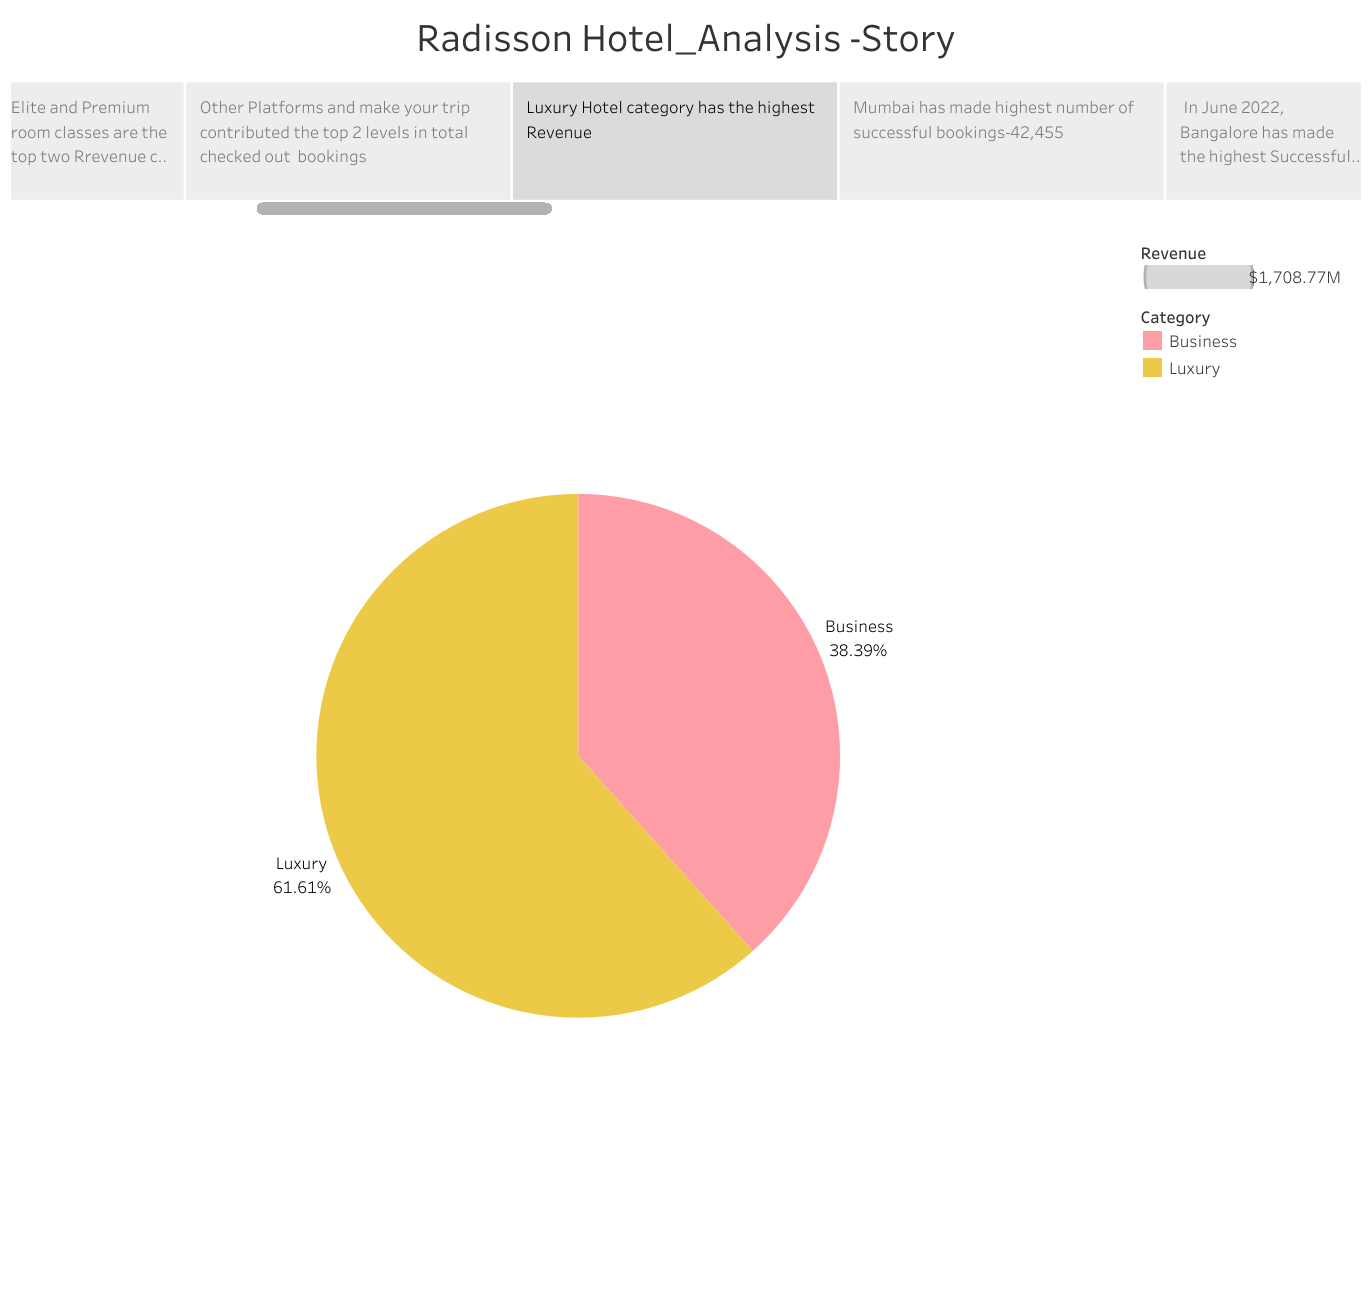 Radisson Hotel_Analysis -Story
Elite and Premium
room classes are the
top two Rrevenue c..
Other Platforms and make your trip
contributed the top 2 levels in total
checked out  bookings
Luxury Hotel category has the highest
Revenue
Mumbai has made highest number of
successful bookings-42,455
In June 2022,
Bangalore has made
the highest Successful..
Revenue
$1,708.77M
Category
Business
Luxury
Business
38.39%
Luxury
61.61%